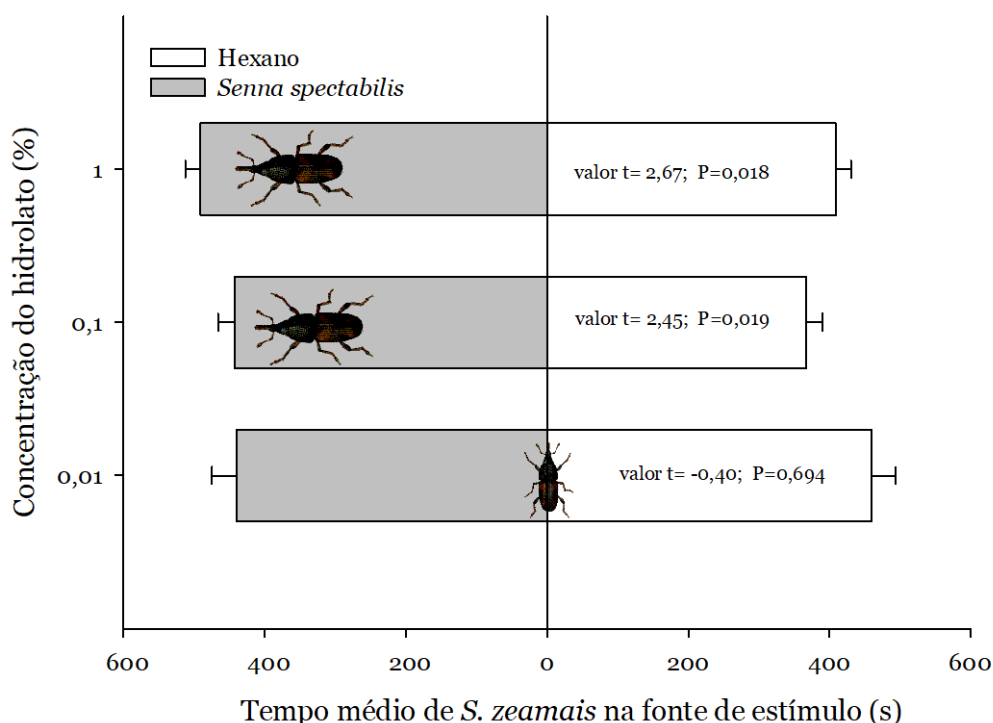 Hexano
Senna spectabilis
Concentração do hidrolato (%)
1
valor t= 2,67;  P=0,018
0,1
valor t= 2,45;  P=0,019
0,01
valor t= -0,40;  P=0,694
600 400 200 0 200 400 600
Tempo médio de S. zeamais na fonte de estímulo (s)